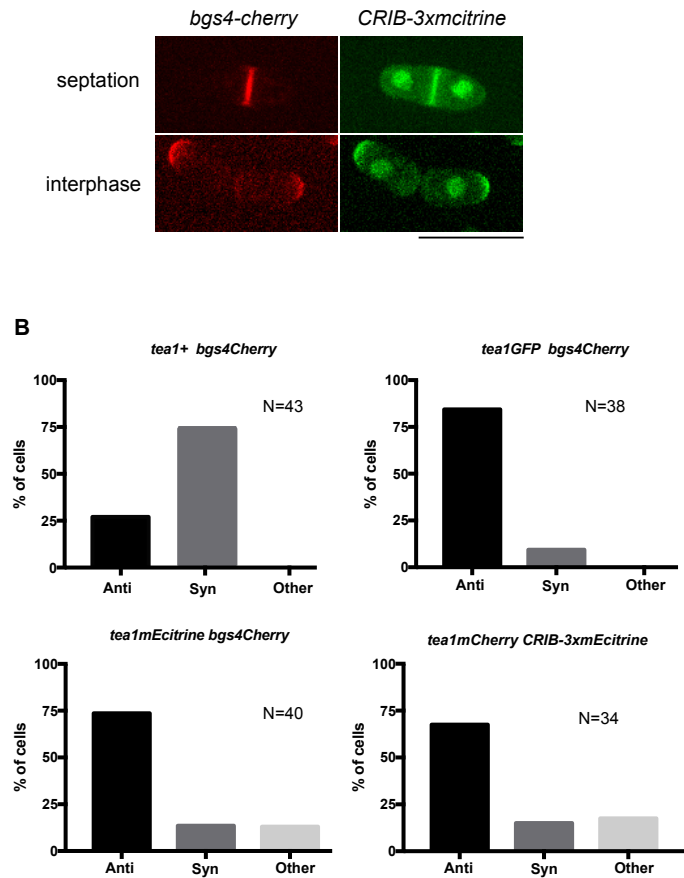 bgs4-cherry CRIB-3xmcitrine
septation
interphase
B
tea1+ bgs4Cherry
100
75
50
25
0
% of cells
N=43
Anti Syn Other
tea1GFP bgs4Cherry
100
75
50
25
0
% of cells
N=38
Anti Syn Other
tea1mEcitrine bgs4Cherry
100
75
50
25
0
% of cells
N=40
Anti Syn Other
tea1mCherry CRIB-3xmEcitrine
100
75
50
25
0
% of cells
N=34
Anti Syn Other